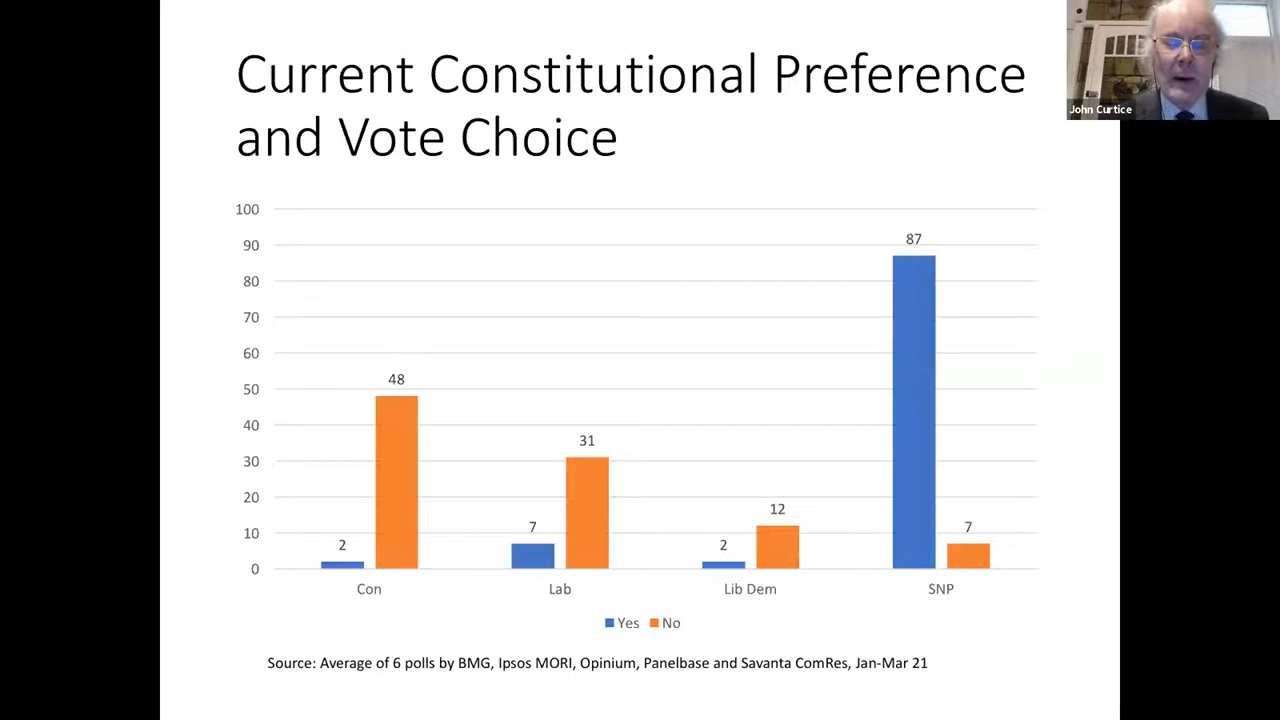 Current Constitutional Preference
and Vote Choice
John Curtice
100
90
80
70
60
50
40
30
20
10
0
2
48
7
31
2
12
87
7
Con
Lab
Lib Dem
SNP
Yes No
Source: Average of 6 polls by BMG, Ipsos MORI, Opinium, Panelbase and Savanta ComRes, Jan-Mar 21